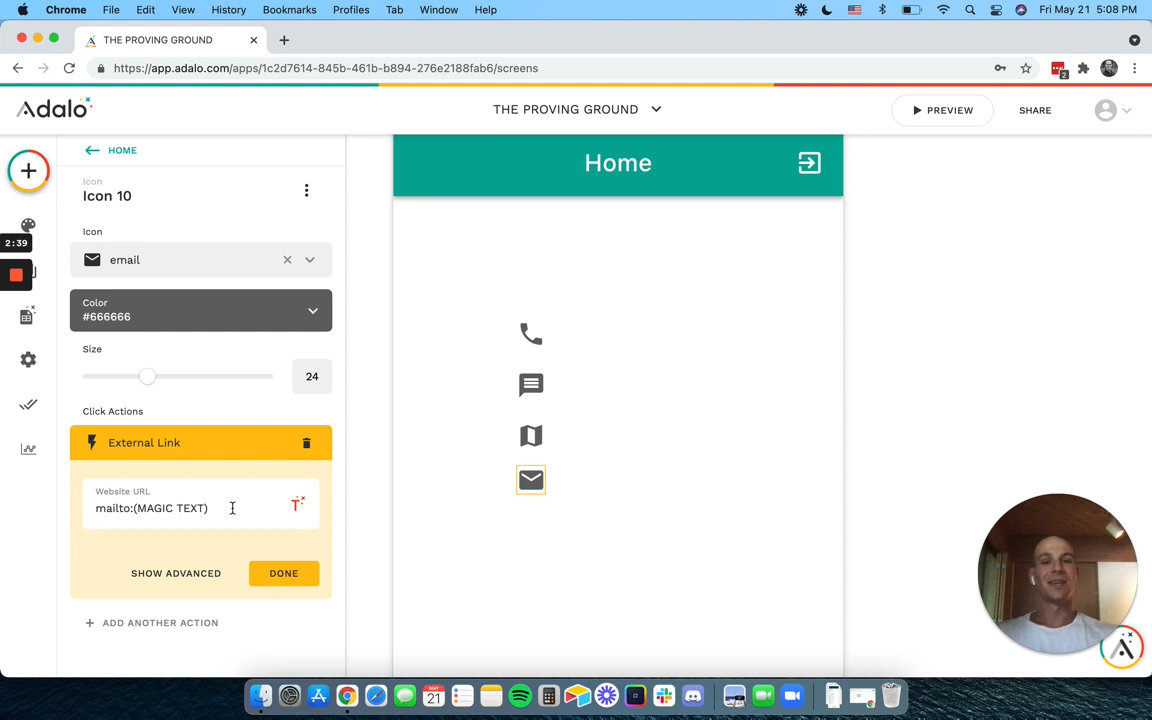 Chrome File Edit View History Bookmarks Profiles Tab Window Help Fri May 21 5:08 PM
THE PROVING GROUND
https://app.adalo.com/apps/1c2d7614-845b-461b-b894-276e2188fab6/screens
2
Adalo
THE PROVING GROUND
PREVIEW
SHARE
HOME
Home
Icon
Icon 10
Icon
2:39
email
Color
#666666
Size
24
Click Actions
External Link
Website URL
mailto:(MAGIC TEXT)
T
SHOW ADVANCED
DONE
ADD ANOTHER ACTION
MAY
21